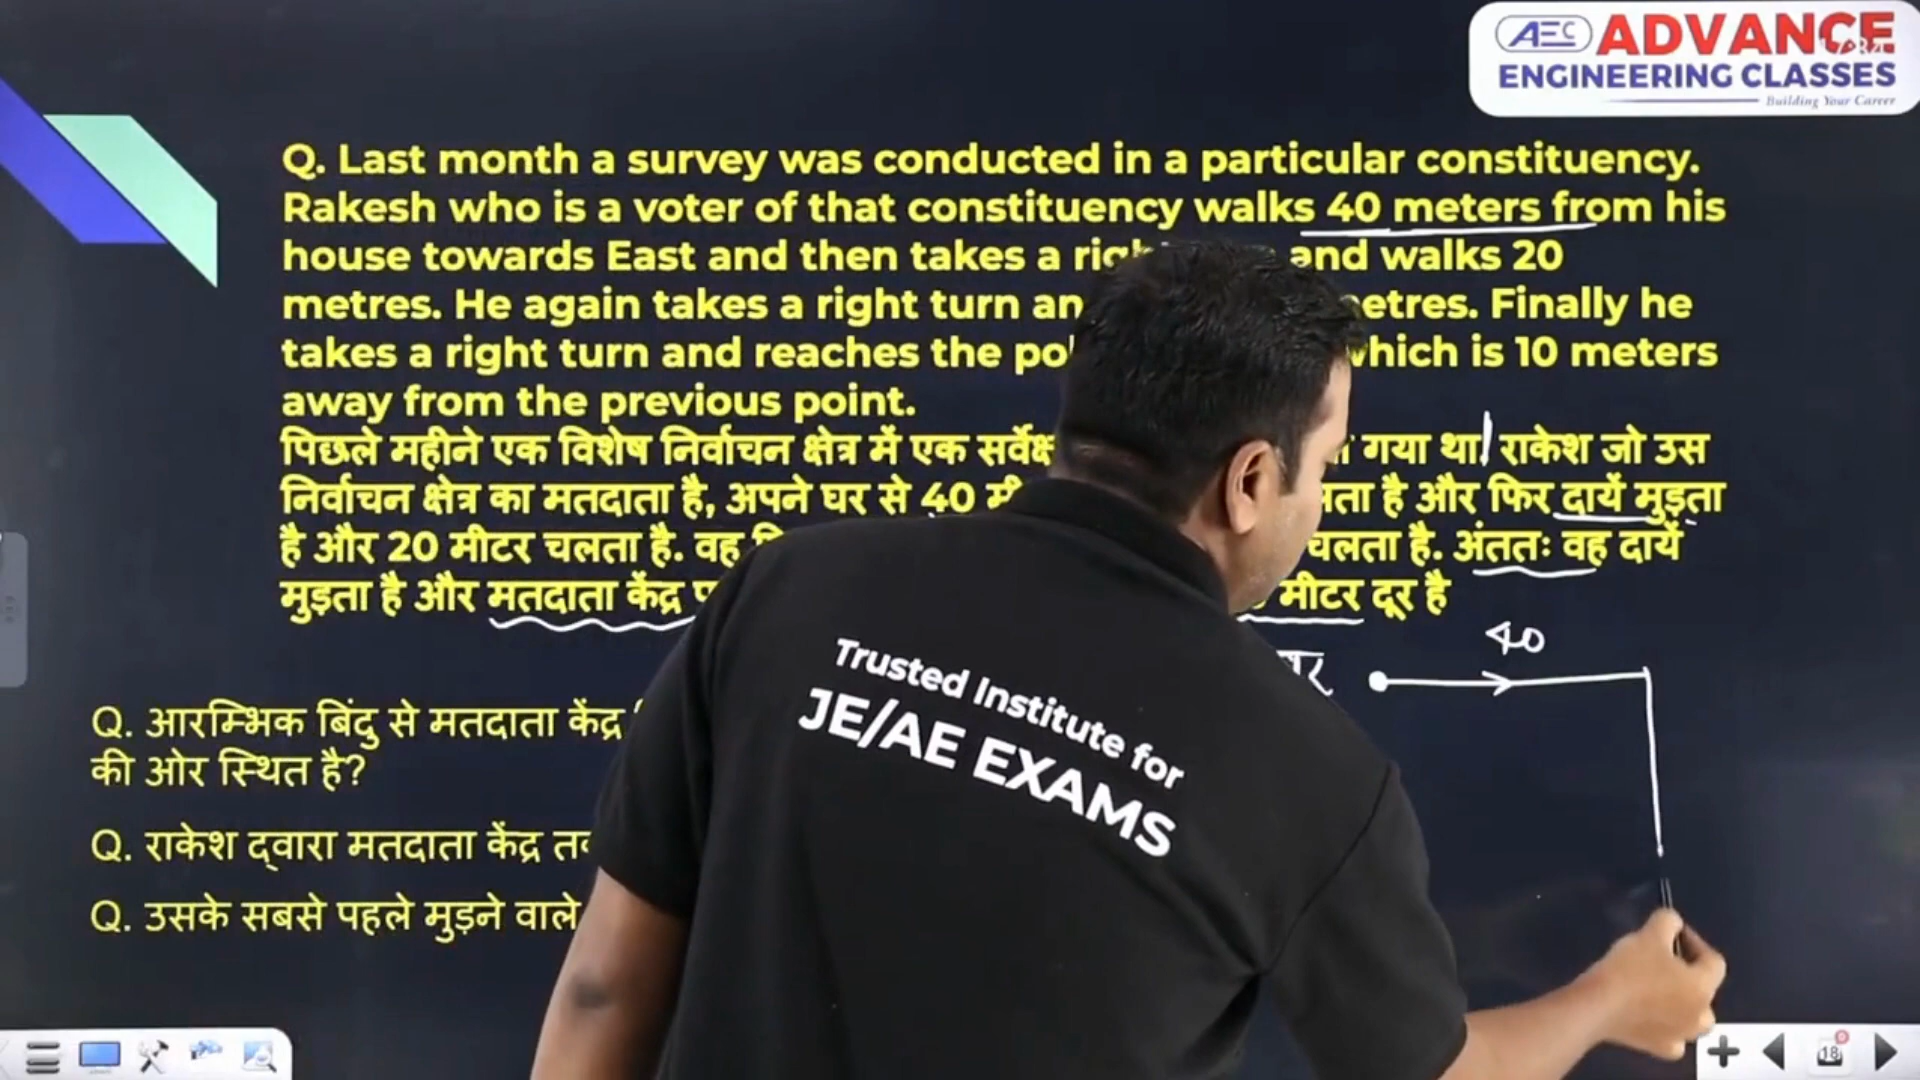 AEC ADVANCE
ENGINEERING CLASSES
Building Your Career
Q. Last month a survey was conducted in a particular constituency.
Rakesh who is a voter of that constituency walks 40 meters from his
house towards East and then takes a and walks 20
metres. He again takes a right turn Finally he
takes a right turn and reaches the which is 10 meters
away from the previous point.
पिछले महीने एक विशेष निर्वाचन क्षेत्र में एक गया था। राकेश जो उस
निर्वाचन क्षेत्र का मतदाता है, अपने घर से 40 है और फिर दायें मुड़ता
है और 20 मीटर चलता है. वह चलता है. अंततः वह दायें
मुड़ता है और मतदाता केंद्र मीटर दूर है
40
Q. आरम्भिक बिंदु से मतदाता केंद्र
की ओर स्थित है?
Q. राकेश द्वारा मतदाता केंद्र
Q. उसके सबसे पहले मुड़ने वाले
Trusted Institute for
JE/AE EXAMS
18